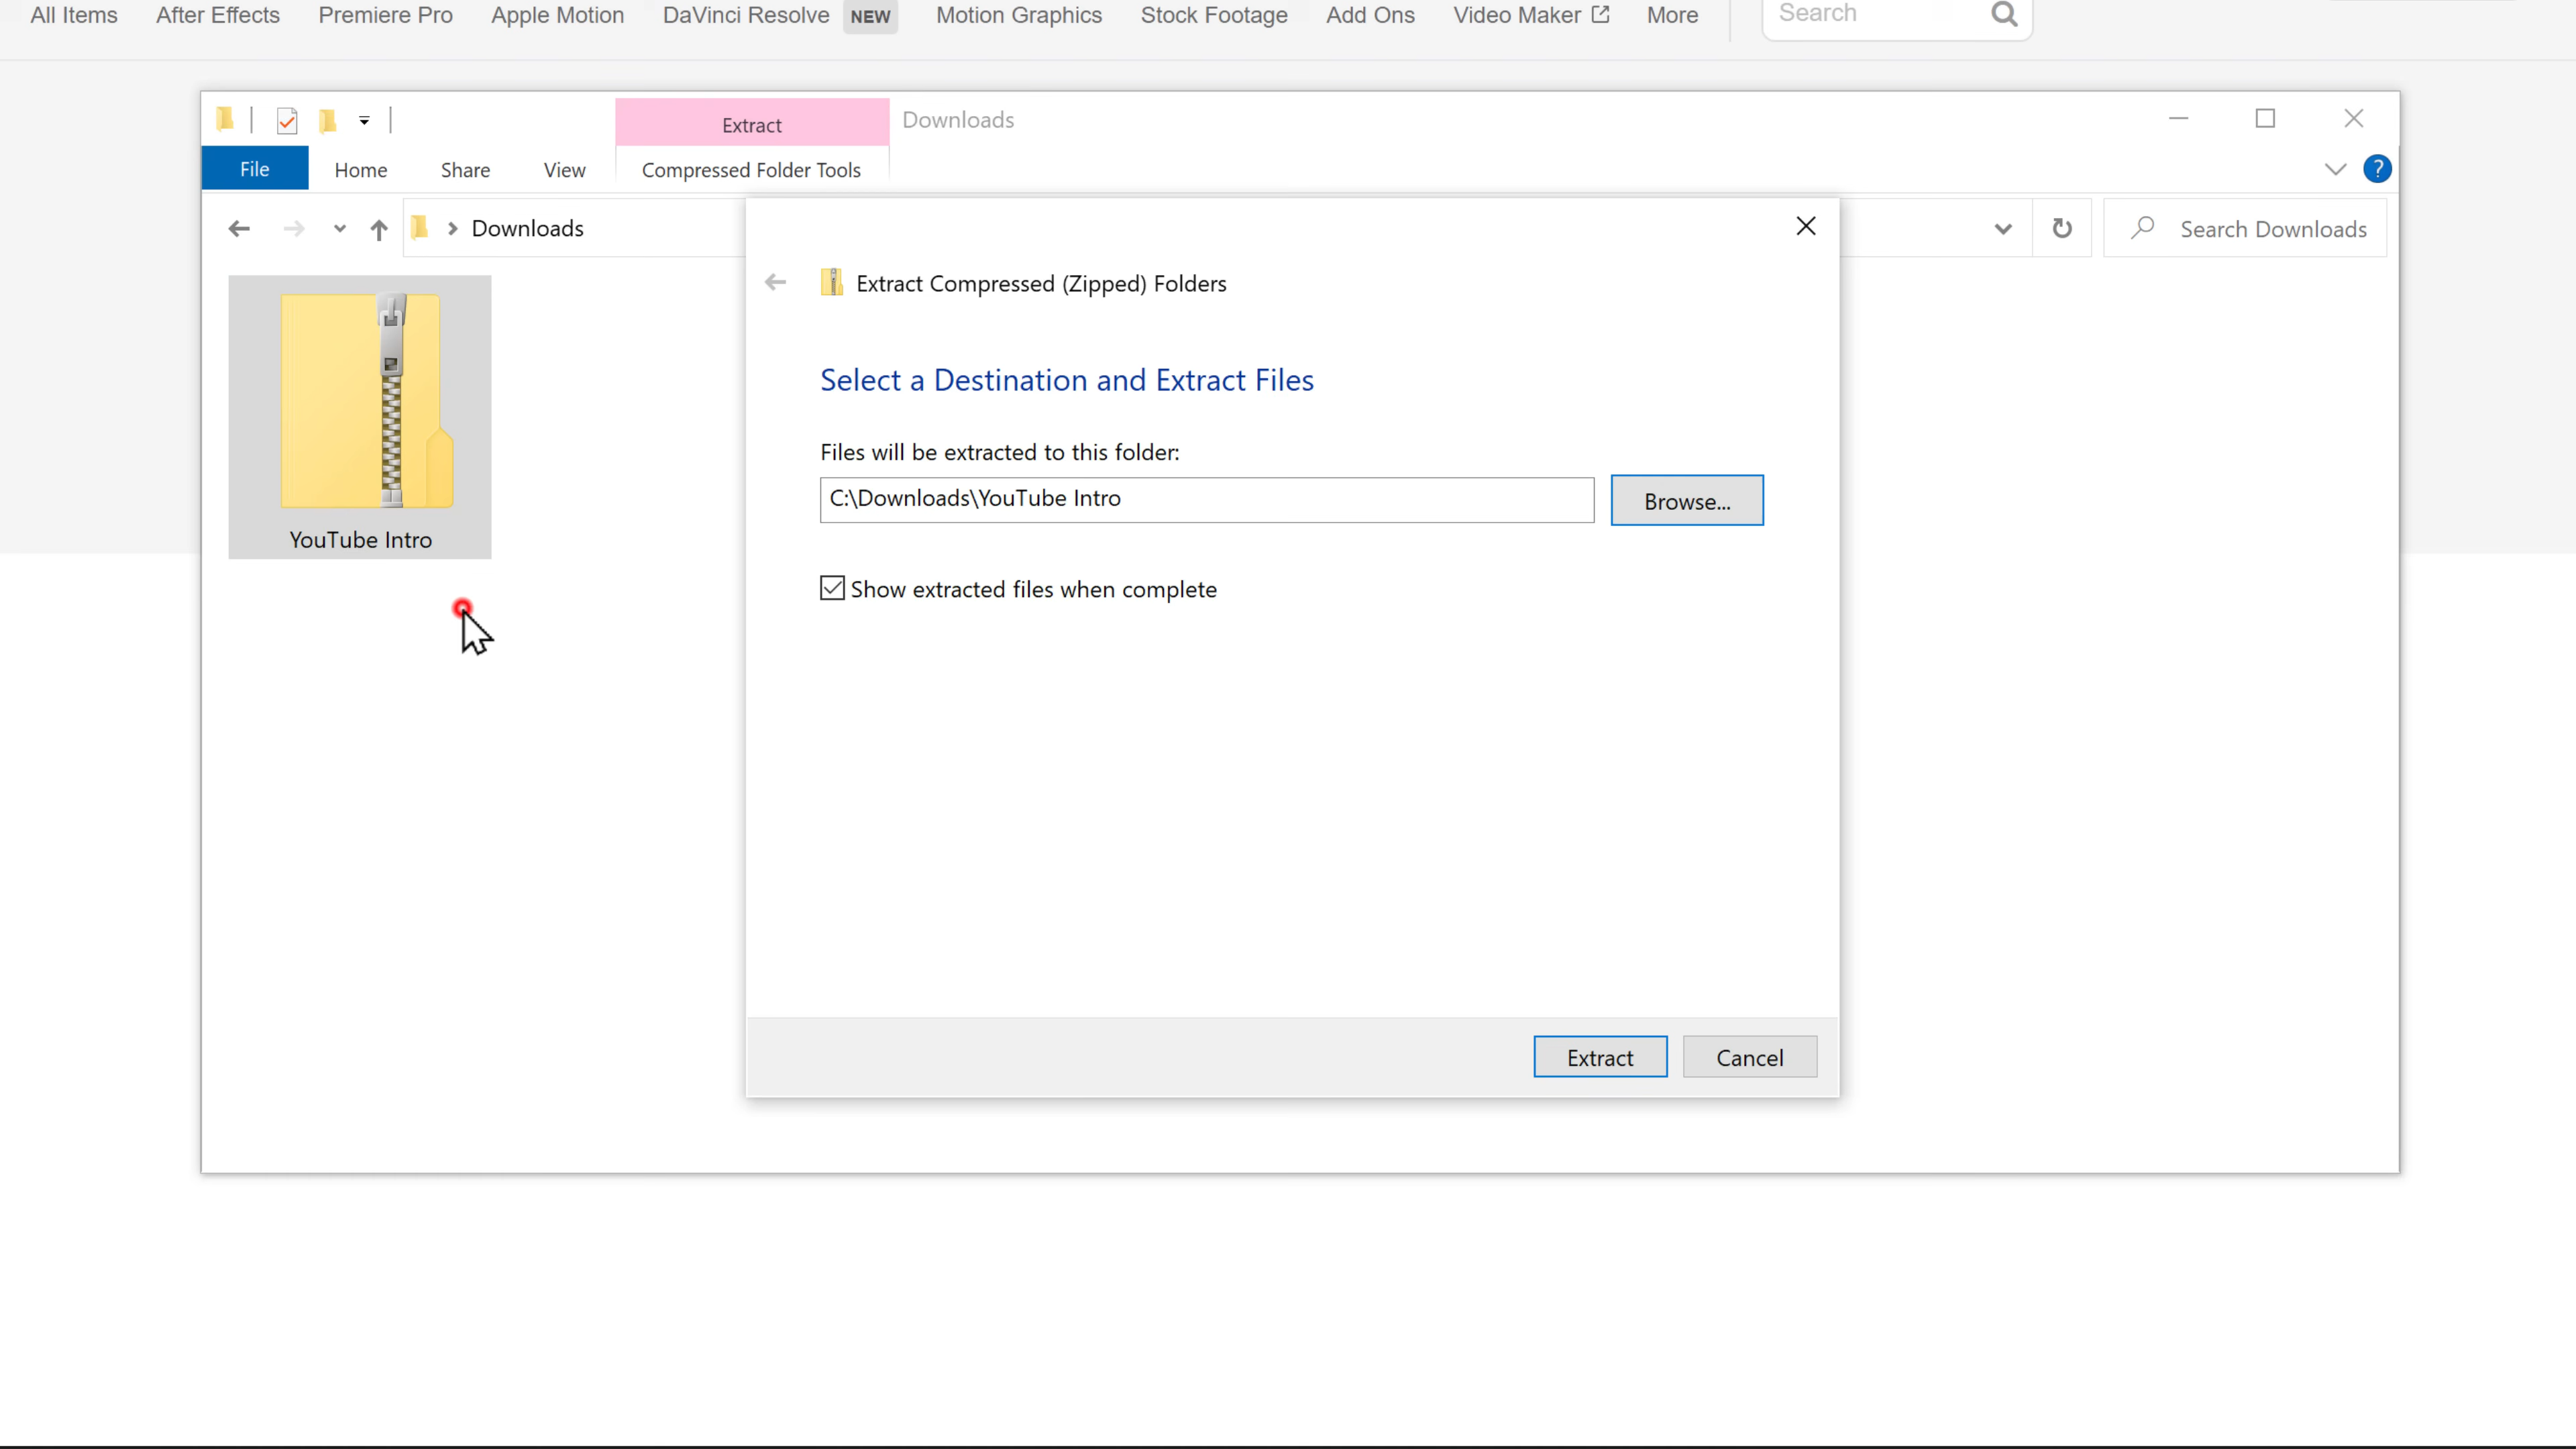 All Items After Effects Premiere Pro Apple Motion DaVinci Resolve NEW Motion Graphics Stock Footage Add Ons Video Maker More Search
Extract Downloads
File Home Share View Compressed Folder Tools ?
Downloads Search Downloads
Extract Compressed (Zipped) Folders
Select a Destination and Extract Files
Files will be extracted to this folder:
C:\Downloads\YouTube Intro Browse...
YouTube Intro
Show extracted files when complete
Extract Cancel